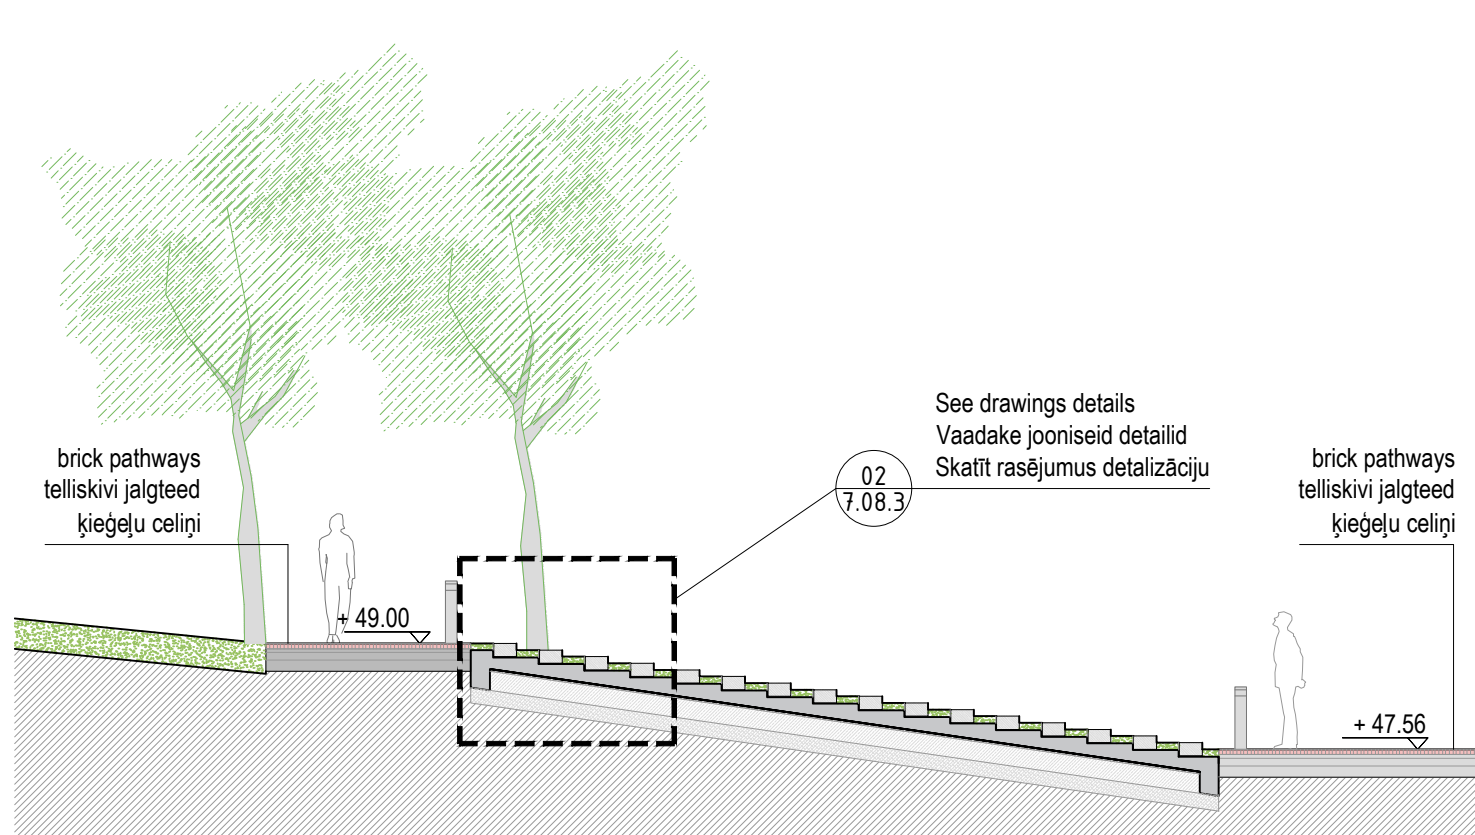 See drawings details
Vaadake jooniseid detailid
Skatīt rasējumus detalizāciju
02
7.08.3
brick pathways
telliskivi jalgteed
ķieģeļu celiņi
brick pathways
telliskivi jalgteed
ķieģeļu celiņi
+ 49.00
+ 47.56